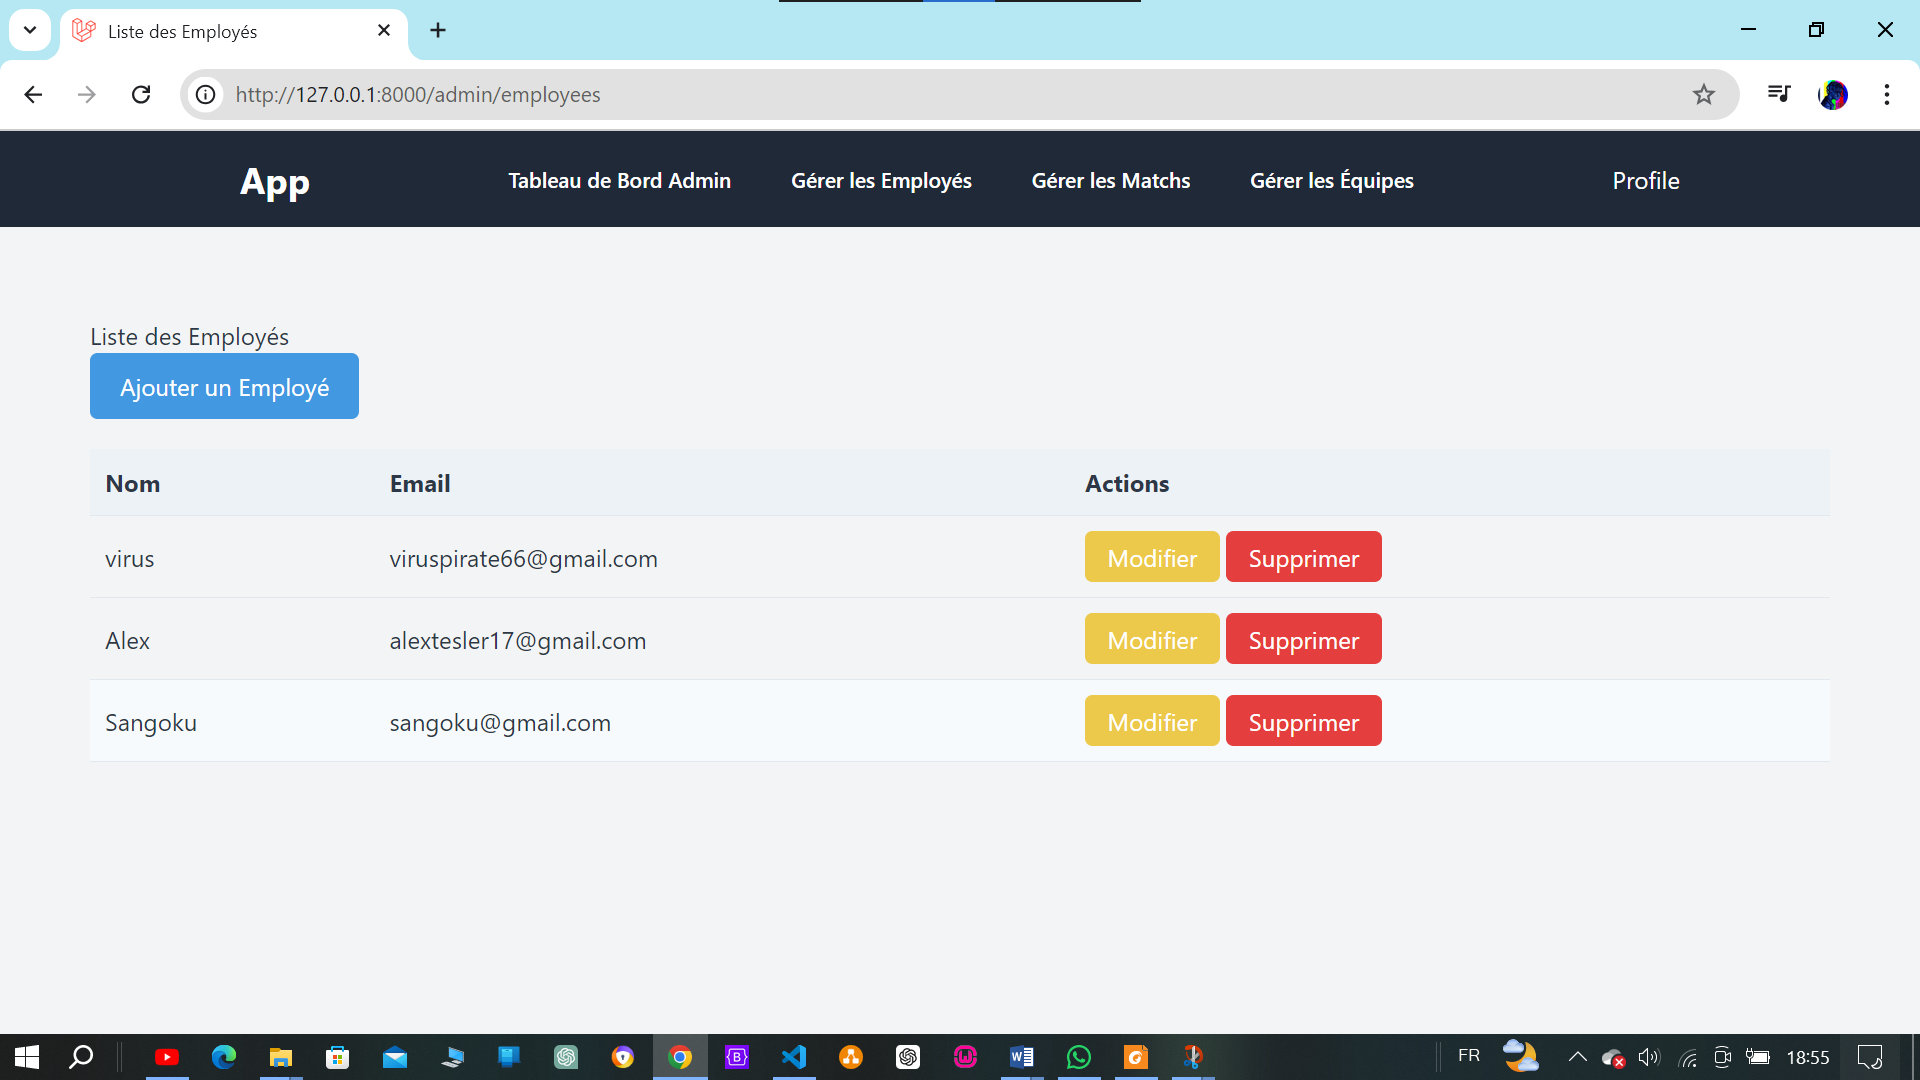 Liste des Employés
http://127.0.0.1:8000/admin/employees
App Tableau de Bord Admin Gérer les Employés Gérer les Matchs Gérer les Équipes Profile
Liste des Employés
Ajouter un Employé
Nom Email Actions
virus viruspirate66@gmail.com Modifier Supprimer
Alex alextesler17@gmail.com Modifier Supprimer
Sangoku sangoku@gmail.com Modifier Supprimer
FR 18:55